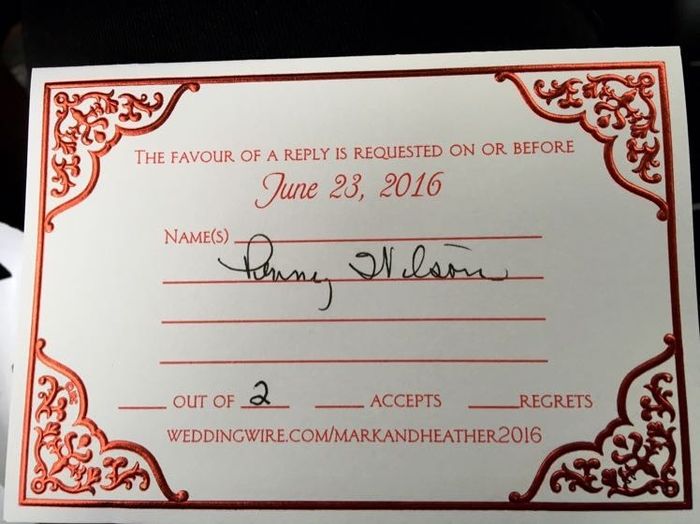 THE FAVOUR OF A REPLY IS REQUESTED ON OR BEFORE
June 23, 2016
NAME(S)
Penney Wilson
OUT OF 2 ACCEPTS REGRETS
WEDDINGWIRE.COM/MARKANDHEATHER2016